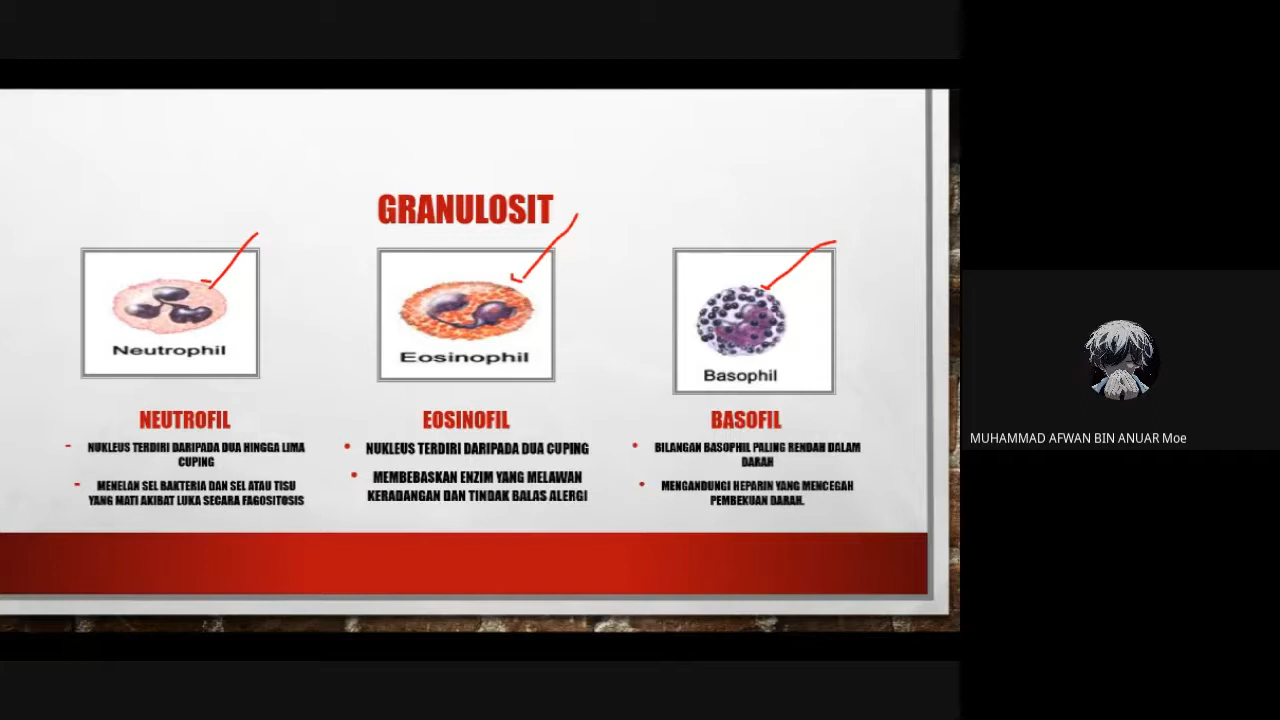 GRANULOSIT
Neutrophil
Eosinophil
Basophil
NEUTROFIL
- NUKLEUS TERDIRI DARIPADA DUA HINGGA LIMA
CUPING
- MENELAN SEL BAKTERIA DAN SEL ATAU TISU
YANG MATI AKIBAT LUKA SECARA FAGOSITOSIS
EOSINOFIL
• NUKLEUS TERDIRI DARIPADA DUA CUPING
• MEMBEBASKAN ENZIM YANG MELAWAN
KERADANGAN DAN TINDAK BALAS ALERGI
BASOFIL
• BILANGAN BASOPHIL PALING RENDAH DALAM
DARAH
• MENGANDUNGI HEPARIN YANG MENCEGAH
PEMBEKUAN DARAH.
MUHAMMAD AFWAN BIN ANUAR Moe